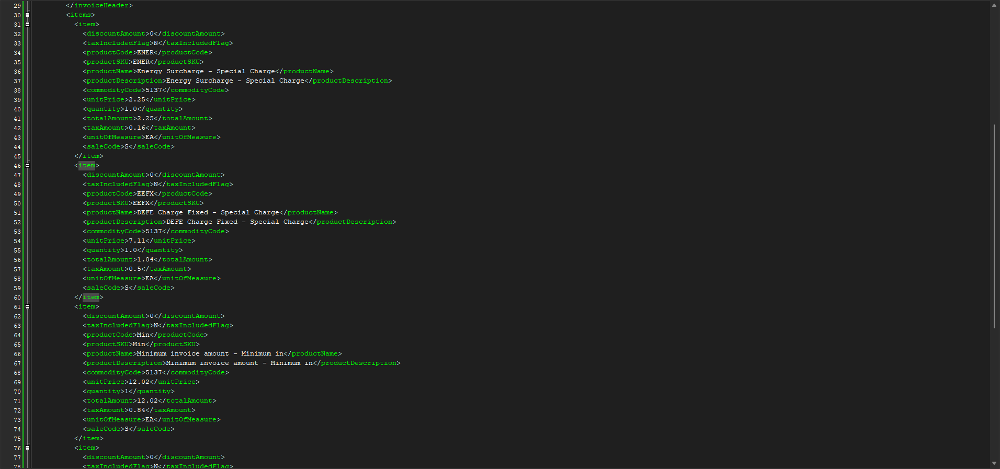 29 </invoiceHeader>
30 <items>
31 <item>
32 <discountAmount>0</discountAmount>
33 <taxIncludedFlag>N</taxIncludedFlag>
34 <productCode>ENER</productCode>
35 <productSKU>ENER</productSKU>
36 <productName>Energy Surcharge - Special Charge</productName>
37 <productDescription>Energy Surcharge - Special Charge</productDescription>
38 <commodityCode>5137</commodityCode>
39 <unitPrice>2.25</unitPrice>
40 <quantity>1.0</quantity>
41 <totalAmount>2.25</totalAmount>
42 <taxAmount>0.16</taxAmount>
43 <unitOfMeasure>EA</unitOfMeasure>
44 <saleCode>S</saleCode>
45 </item>
46 <item>
47 <discountAmount>0</discountAmount>
48 <taxIncludedFlag>N</taxIncludedFlag>
49 <productCode>EEFX</productCode>
50 <productSKU>EEFX</productSKU>
51 <productName>DEFE Charge Fixed - Special Charge</productName>
52 <productDescription>DEFE Charge Fixed - Special Charge</productDescription>
53 <commodityCode>5137</commodityCode>
54 <unitPrice>7.11</unitPrice>
55 <quantity>1.0</quantity>
56 <totalAmount>1.04</totalAmount>
57 <taxAmount>0.5</taxAmount>
58 <unitOfMeasure>EA</unitOfMeasure>
59 <saleCode>S</saleCode>
60 </item>
61 <item>
62 <discountAmount>0</discountAmount>
63 <taxIncludedFlag>N</taxIncludedFlag>
64 <productCode>Min</productCode>
65 <productSKU>Min</productSKU>
66 <productName>Minimum invoice amount - Minimum in</productName>
67 <productDescription>Minimum invoice amount - Minimum in</productDescription>
68 <commodityCode>5137</commodityCode>
69 <unitPrice>12.02</unitPrice>
70 <quantity>1</quantity>
71 <totalAmount>12.02</totalAmount>
72 <taxAmount>0.84</taxAmount>
73 <unitOfMeasure>EA</unitOfMeasure>
74 <saleCode>S</saleCode>
75 </item>
76 <item>
77 <discountAmount>0</discountAmount>
78 <taxIncludedFlag>N</taxIncludedFlag>